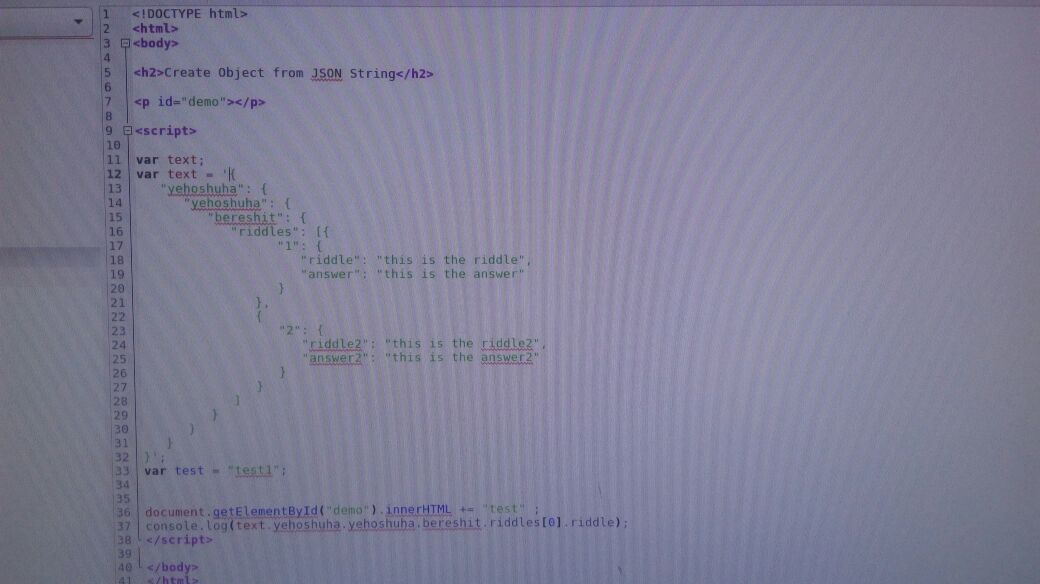 1 <!DOCTYPE html>
2 <html>
3 <body>
4
5 <h2>Create Object from JSON String</h2>
6
7 <p id="demo"></p>
8
9 <script>
10
11 var text;
12 var text = '{
13 "yehoshuha": {
14 "yehoshuha": {
15 "bereshit": {
16 "riddles": [{
17 "1": {
18 "riddle": "this is the riddle",
19 "answer": "this is the answer"
20 }
21 },
22 {
23 "2": {
24 "riddle2": "this is the riddle2",
25 "answer2": "this is the answer2"
26 }
27 }
28 ]
29 }
30 }
31 }
32 }';
33 var test = "test1";
34
35
36 document.getElementById("demo").innerHTML += "test" ;
37 console.log(text.yehoshuha.yehoshuha.bereshit.riddles[0].riddle);
38 </script>
39
40 </body>
41 </html>